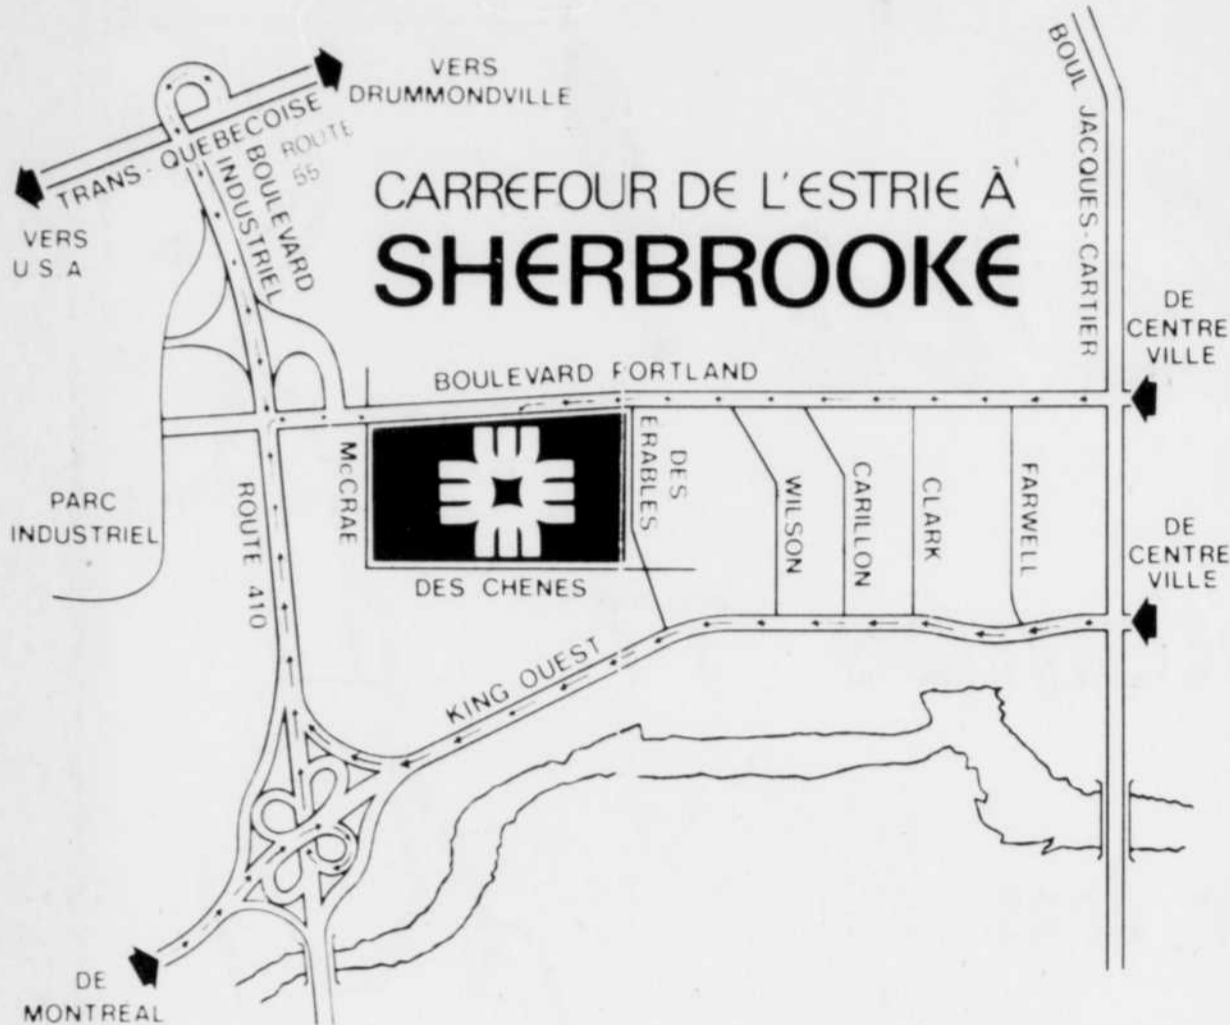 VERS
DRUMMONDVILLE
TRANS-QUEBECOISE
ROUTE
55
BOULEVARD
INDUSTRIEL
VERS
U.S.A
CARREFOUR DE L'ESTRIE À
SHERBROOKE
BOUL JACQUES-CARTIER
DE
CENTRE
VILLE
BOULEVARD PORTLAND
PARC
INDUSTRIEL
ROUTE 410
McCRAE
DES
ERABLES
WILSON
CARILLON
CLARK
FARWELL
DE
CENTRE
VILLE
DES CHENES
KING OUEST
DE
MONTRÉAL